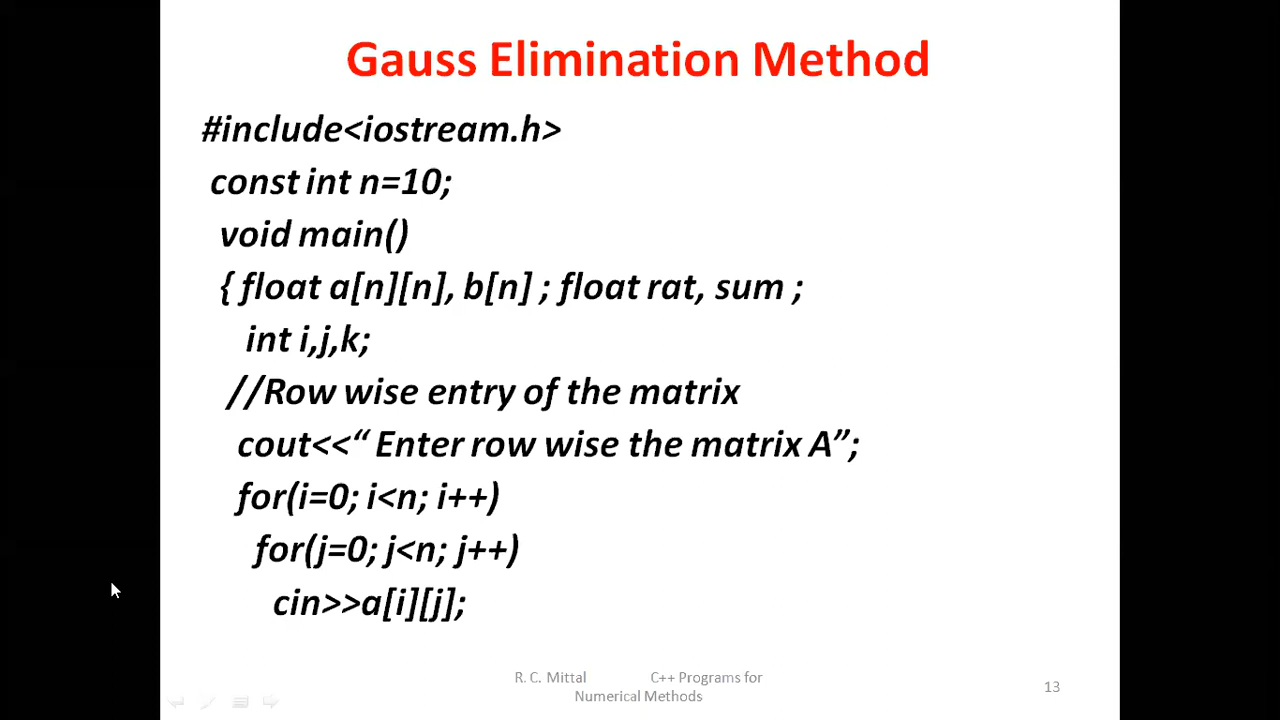 Gauss Elimination Method
#include<iostream.h>
const int n=10;
void main()
{ float a[n][n], b[n] ; float rat, sum ;
int i,j,k;
//Row wise entry of the matrix
cout<<“ Enter row wise the matrix A”;
for(i=0; i<n; i++)
for(j=0; j<n; j++)
cin>>a[i][j];
R. C. Mittal C++ Programs for
Numerical Methods
13